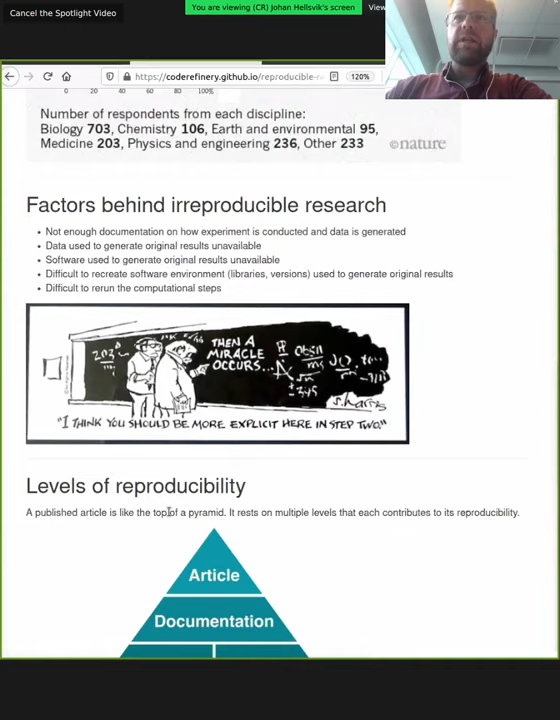 Cancel the Spotlight Video
You are viewing (CR) Johan Hellsvik's screen
View
https://coderefinery.github.io/reproducible-
120%
0 20 40 60 80 100%
Number of respondents from each discipline:
Biology 703, Chemistry 106, Earth and environmental 95,
Medicine 203, Physics and engineering 236, Other 233
©nature
Factors behind irreproducible research
• Not enough documentation on how experiment is conducted and data is generated
• Data used to generate original results unavailable
• Software used to generate original results unavailable
• Difficult to recreate software environment (libraries, versions) used to generate original results
• Difficult to rerun the computational steps
THEN A
MIRACLE
OCCURS...
S. Harris
"I THINK YOU SHOULD BE MORE EXPLICIT HERE IN STEP TWO."
Levels of reproducibility
A published article is like the top of a pyramid. It rests on multiple levels that each contributes to its reproducibility.
Article
Documentation